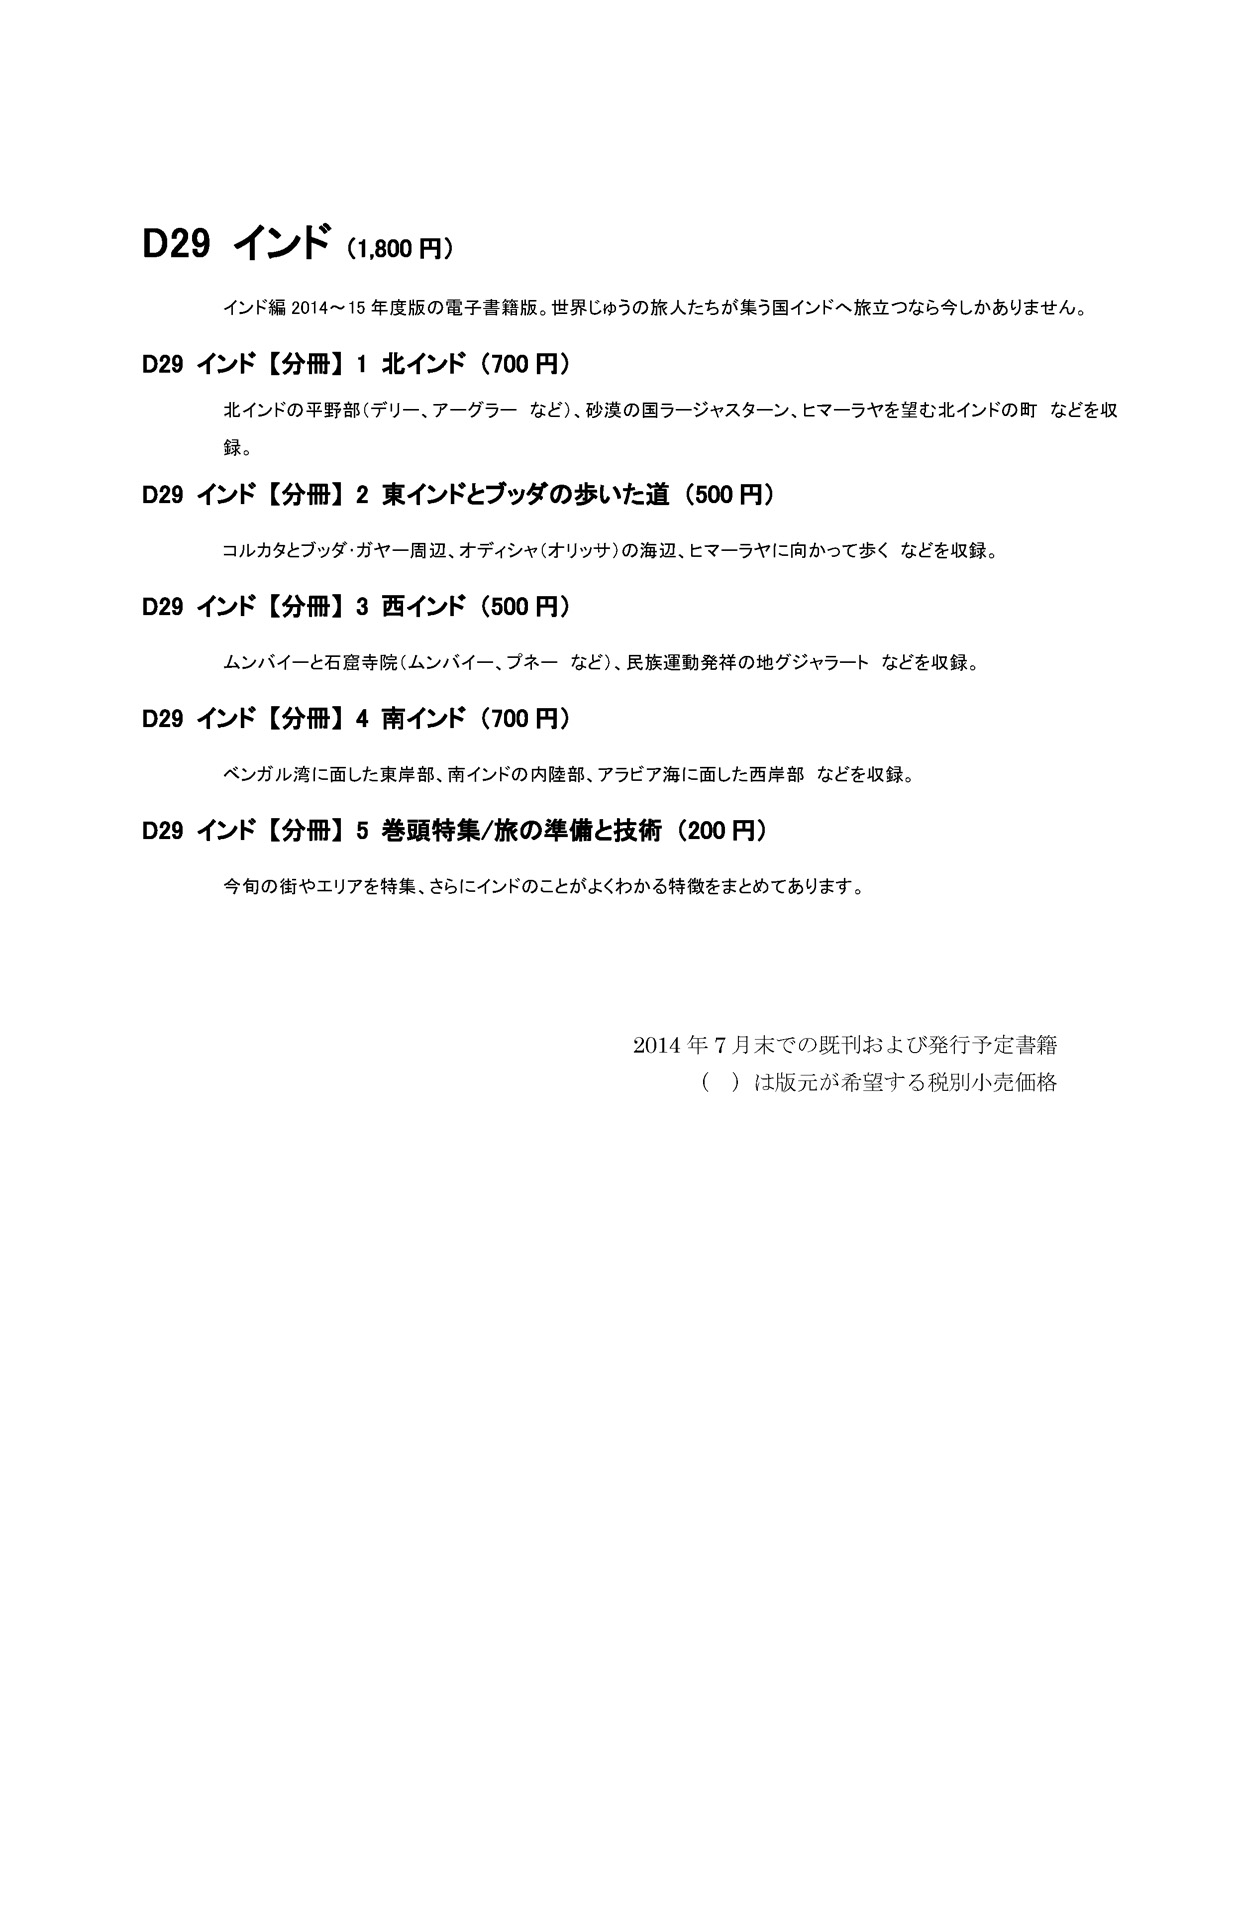 D29 インド（1,800 円）
インド編 2014～15 年度版の電子書籍版。世界じゅうの旅人たちが集う国インドへ旅立つなら今しかありません。
D29 インド【分冊】1 北インド（700 円）
北インドの平野部（デリー、アーグラー など）、砂漠の国ラージャスターン、ヒマーラヤを望む北インドの町 などを収
録。
D29 インド【分冊】2 東インドとブッダの歩いた道（500 円）
コルカタとブッダ・ガヤー周辺、オディシャ（オリッサ）の海辺、ヒマーラヤに向かって歩く などを収録。
D29 インド【分冊】3 西インド（500 円）
ムンバイーと石窟寺院（ムンバイー、プネー など）、民族運動発祥の地グジャラート などを収録。
D29 インド【分冊】4 南インド（700 円）
ベンガル湾に面した東岸部、南インドの内陸部、アラビア海に面した西岸部 などを収録。
D29 インド【分冊】5 巻頭特集/旅の準備と技術（200 円）
今旬の街やエリアを特集、さらにインドのことがよくわかる特徴をまとめてあります。
2014 年 7 月末での既刊および発行予定書籍
（　）は版元が希望する税別小売価格